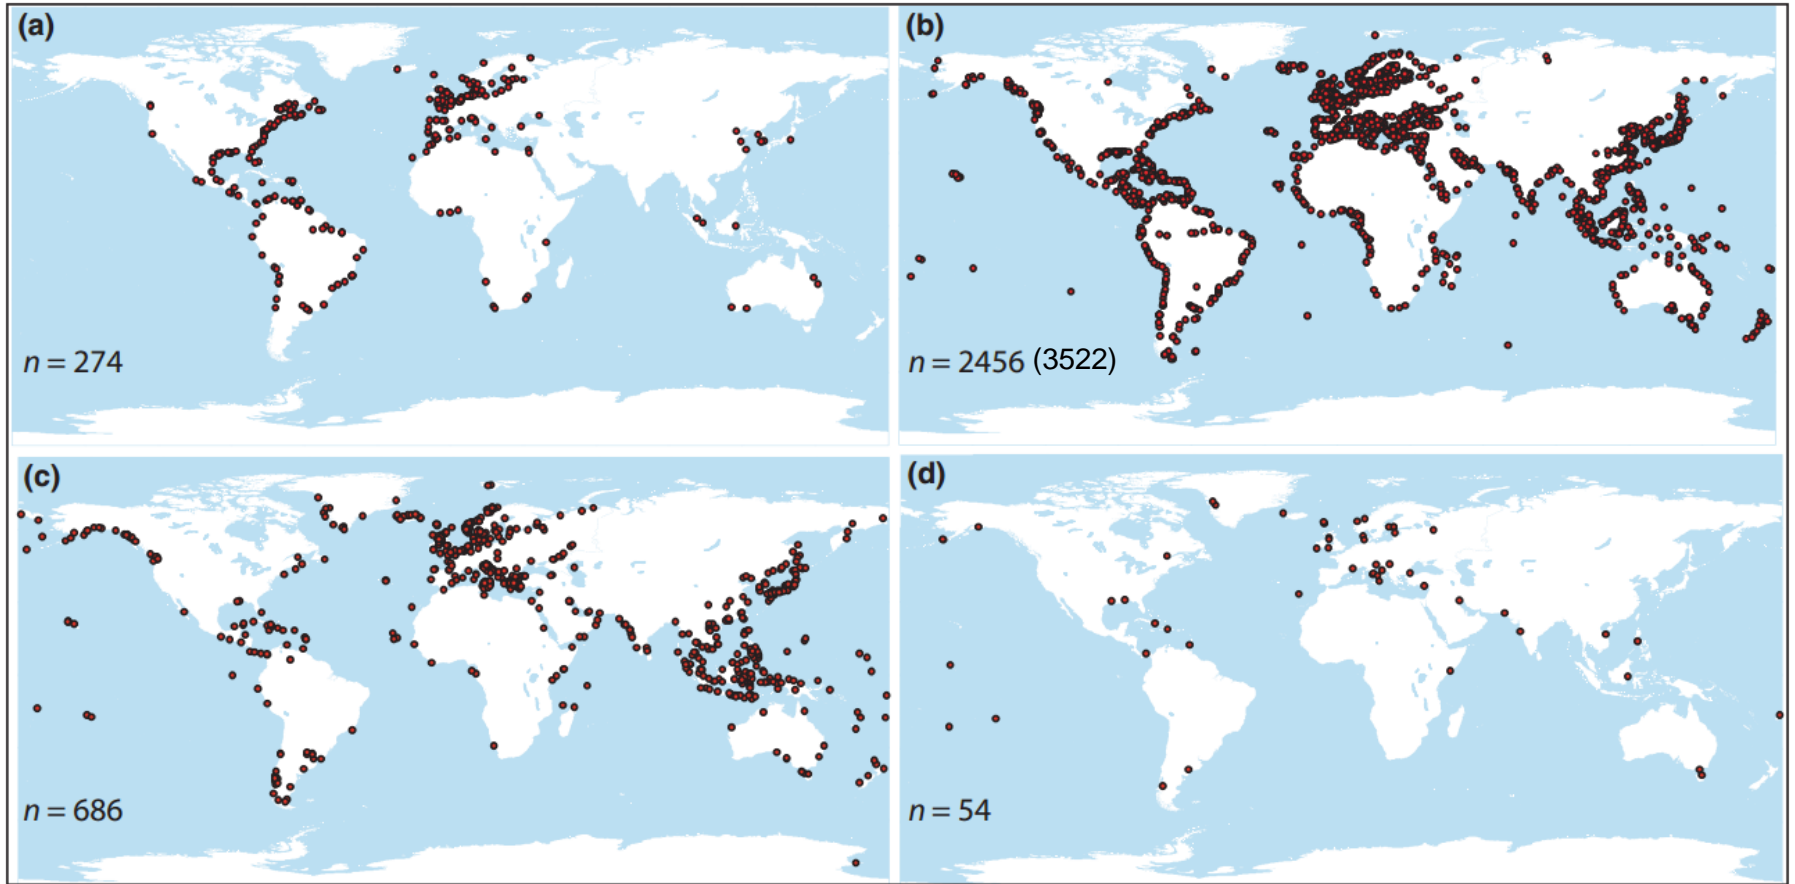 (a)
n = 274
(b)
n = 2456 (3522)
(c)
n = 686
(d)
n = 54